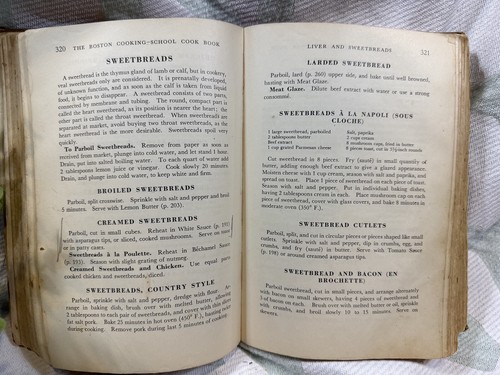 320 THE BOSTON COOKING-SCHOOL COOK BOOK
SWEETBREADS
A sweetbread is the thymus gland of lamb or calf, but in cookery,
veal sweetbreads only are considered. It is prenatally developed,
of unknown function, and as soon as the calf is taken from liquid
food, it begins to disappear. A sweetbread consists of two parts,
connected by membrane and tubing. The round, compact part is
called the heart sweetbread, as its position is nearer the heart; the
other part is called the throat sweetbread. When sweetbreads are
separated at market, avoid buying two throat sweetbreads, as the
heart sweetbread is the more desirable. Sweetbreads spoil very
quickly.
To Parboil Sweetbreads. Remove from paper as soon as
received from market, plunge into cold water, and let stand 1 hour.
Drain, put into salted boiling water. To each quart of water add
2 tablespoons lemon juice or vinegar. Cook slowly 20 minutes.
Drain, and plunge into cold water, to keep white and firm.
BROILED SWEETBREADS
Parboil, split crosswise. Sprinkle with salt and pepper and broil
5 minutes. Serve with Lemon Butter (p. 203).
CREAMED SWEETBREADS
Parboil, cut in small cubes. Reheat in White Sauce (p. 193)
with asparagus tips, or sliced, cooked mushrooms. Serve on toast
or in patty cases.
Sweetbreads à la Poulette. Reheat in Béchamel Sauce
(p. 195). Season with slight grating of nutmeg.
Creamed Sweetbreads and Chicken. Use equal parts
cooked chicken and sweetbreads, diced.
SWEETBREADS, COUNTRY STYLE
Parboil, sprinkle with salt and pepper, dredge with flour.
range in baking dish, brush over with melted butter, allowing
2 tablespoons to each pair of sweetbreads, and cover with thin slices
fat salt pork. Bake 25 minutes in hot oven (450° F.), basting twice
during cooking. Remove pork during last 5 minutes of cooking.
LIVER AND SWEETBREADS 321
LARDED SWEETBREAD
Parboil, lard (p. 260) upper side, and bake until well browned,
basting with Meat Glaze.
Meat Glaze. Dilute beef extract with water or use a strong
consommé.
SWEETBREADS À LA NAPOLI (SOUS
CLOCHE)
1 large sweetbread, parboiled Salt, paprika
2 tablespoons butter 1 cup cream
Beef extract 8 mushroom caps, fried in butter
1 cup grated Parmesan cheese 8 pieces toast, cut in
Cut sweetbread in 8 pieces. Fry (sauté) in small quantity of
butter, adding enough beef extract to give a glazed appearance.
Moisten cheese with 1 cup cream, season with salt and paprika, and
spread on toast. Place 1 piece of sweetbread on each piece of toast.
Season with salt and pepper. Put in individual baking dishes,
having 2 tablespoons cream in each. Place mushroom cap on each
piece of sweetbread, cover with glass covers, and bake 8 minutes in
moderate oven (350° F.).
SWEETBREAD CUTLETS
Parboil, split, and cut in circular pieces or pieces shaped like small
cutlets. Sprinkle with salt and pepper, dip in crumbs, egg, and
crumbs, and fry (sauté) in butter. Serve with Tomato Sauce
(p. 198) or around creamed asparagus tips.
SWEETBREAD AND BACON (EN
BROCHETTE)
Parboil sweetbread, cut in small pieces, and arrange alternately
with bacon on small skewers, having 4 pieces of sweetbread and
3 of bacon on each. Brush over with melted butter or oil, sprinkle
with crumbs, and broil slowly 10 to 15 minutes. Serve on
skewers.